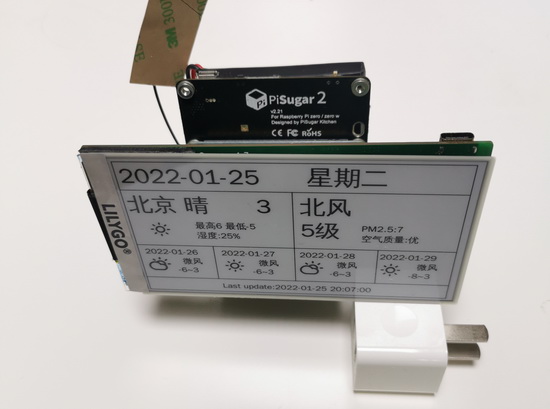 3M 300
PiSugar 2
v2.21
For Raspberry Pi zero / zero w
Designed by PiSugar Kitchen
CE FC RoHS
LILYGO®
2022-01-25 星期二
北京 晴 3
最高6 最低-5
湿度:25%
北风
5级 PM2.5:7
空气质量:优
2022-01-26 2022-01-27 2022-01-28 2022-01-29
微风 微风 微风 微风
-6~3 -6~3 -6~3 -8~3
Last update:2022-01-25 20:07:00